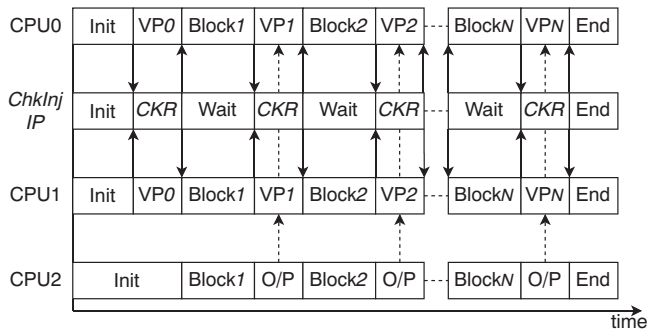 CPU0 Init VP0 Block1 VP1 Block2 VP2 BlockN VPN End
ChkInj IP Init CKR Wait CKR Wait CKR Wait CKR End
CPU1 Init VP0 Block1 VP1 Block2 VP2 BlockN VPN End
CPU2 Init Block1 O/P Block2 O/P BlockN O/P End
time